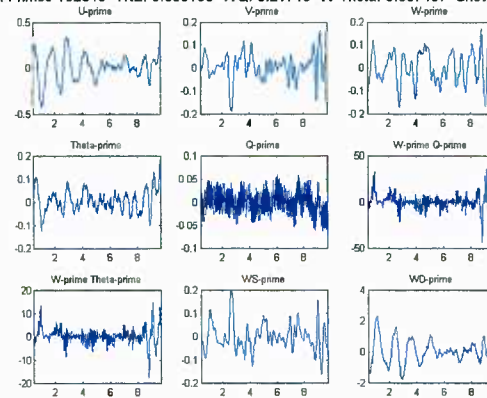 U-prime V-prime W-prime
0.5 0.2 0.2
0.1 0.1
0 0 0
-0.1 -0.1
-0.5 -0.2 -0.2
2 4 6 8 2 4 6 8 2 4 6 8
Theta-prime Q-prime W-prime Q-prime
0.2 0.1 50
0.1 0.05
0 0 0
-0.1 -0.05
-0.2 -0.1 -50
2 4 6 8 2 4 6 8 2 4 6 8
W-prime Theta-prime WS-prime WD-prime
20 0.2 4
10 0.1 2
0 0 0
-10 -0.1
-20 -0.2 -2
2 4 6 8 2 4 6 8 2 4 6 8